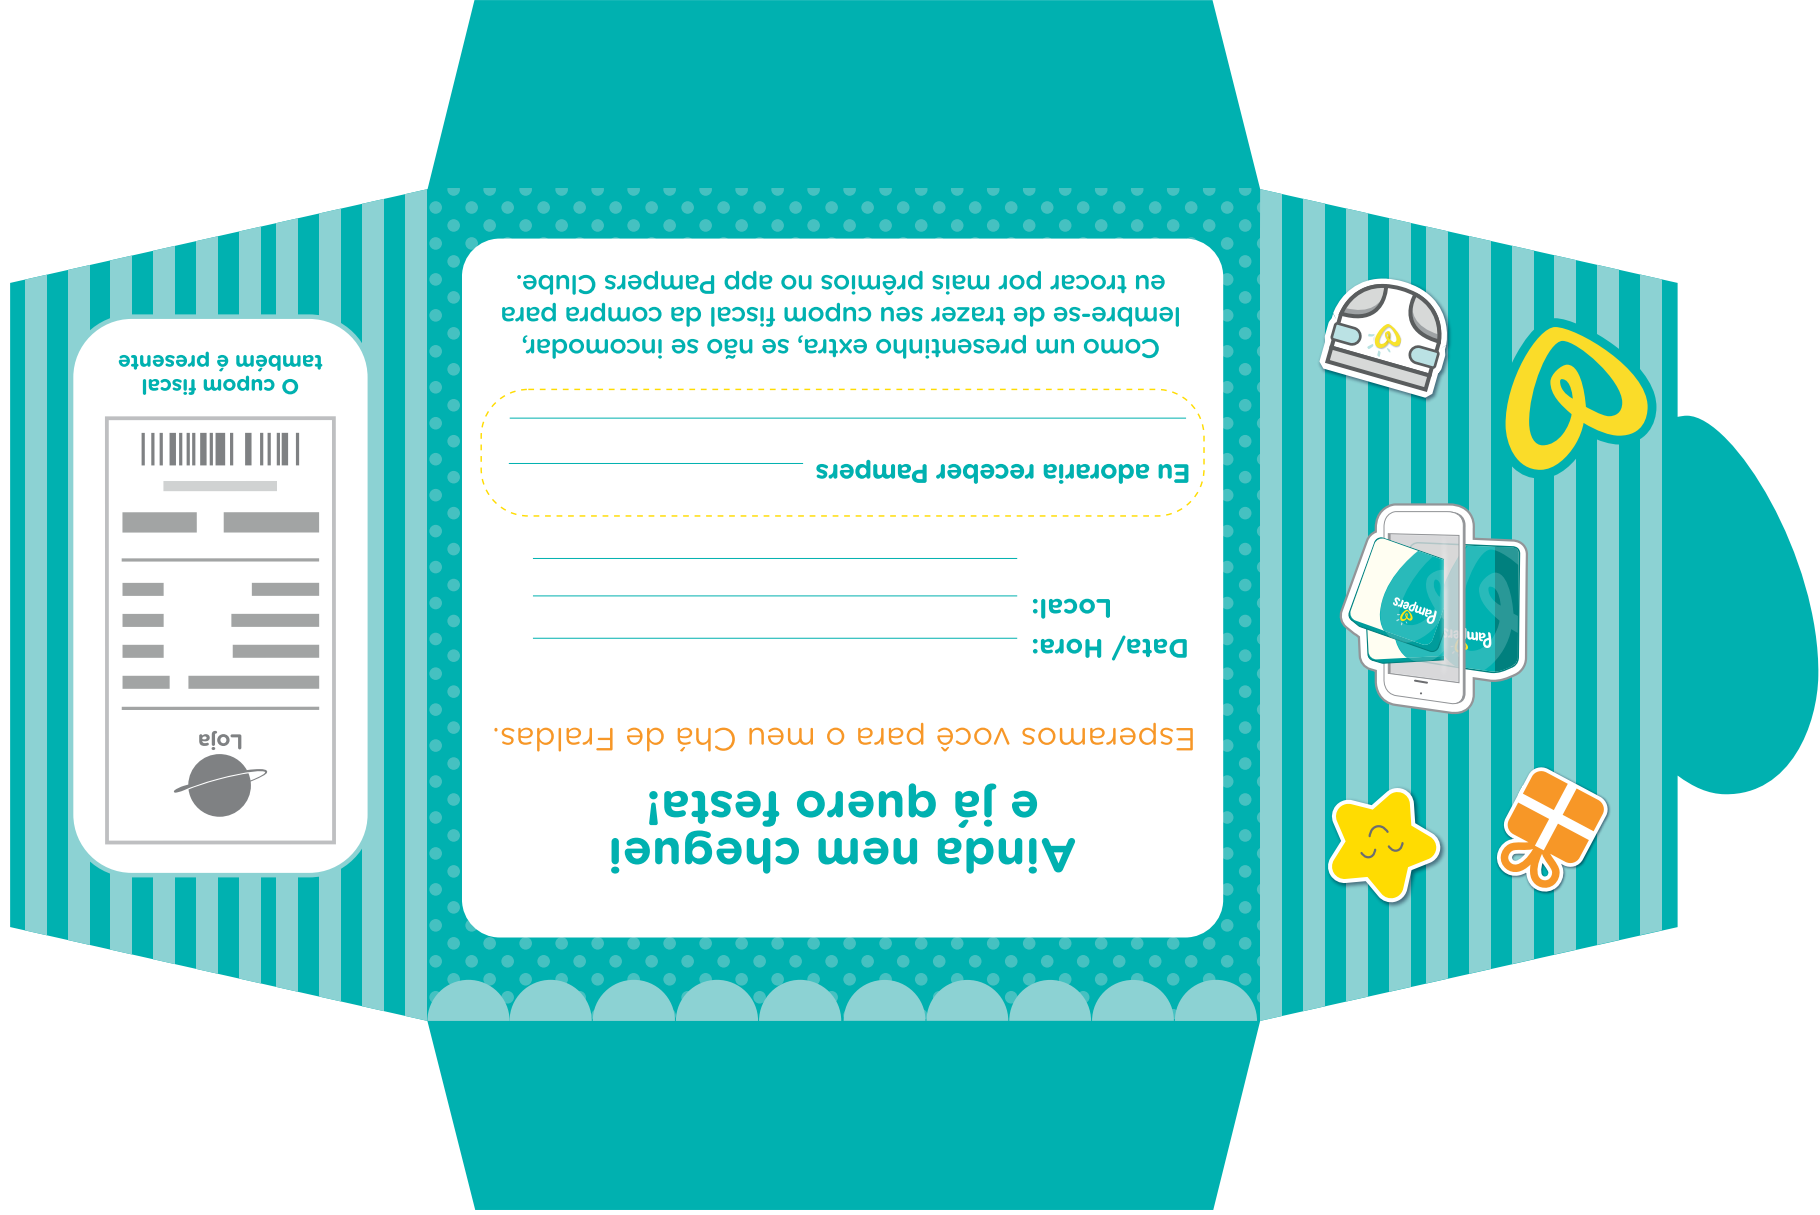 Ainda nem cheguei
e já quero festa!
Esperamos você para o meu Chá de Fraldas.
Data/ Hora:
Local:
Eu adoraria receber Pampers
Como um presentinho extra, se não se incomodar,
lembre-se de trazer seu cupom fiscal da compra para
eu trocar por mais prêmios no app Pampers Clube.
Loja
O cupom fiscal
também é presente
Pampers
Pampers